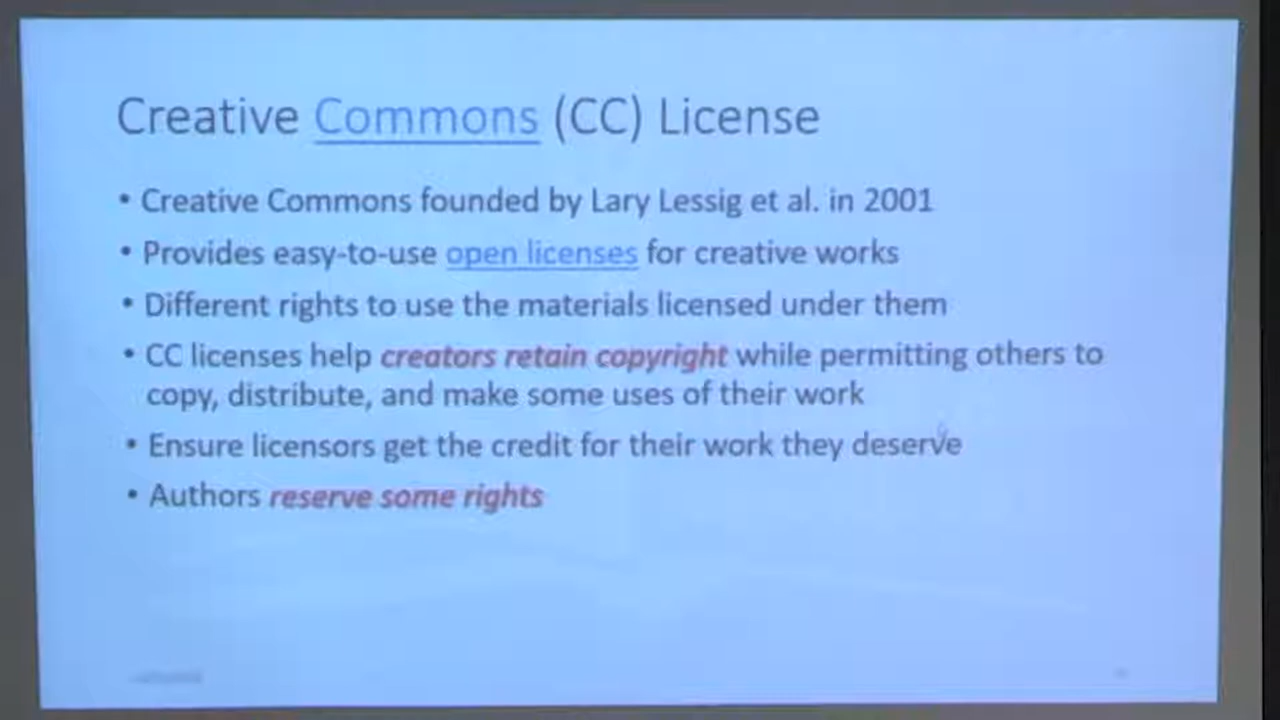 Creative Commons (CC) License
• Creative Commons founded by Lary Lessig et al. in 2001
• Provides easy-to-use open licenses for creative works
• Different rights to use the materials licensed under them
• CC licenses help creators retain copyright while permitting others to
copy, distribute, and make some uses of their work
• Ensure licensors get the credit for their work they deserve
• Authors reserve some rights